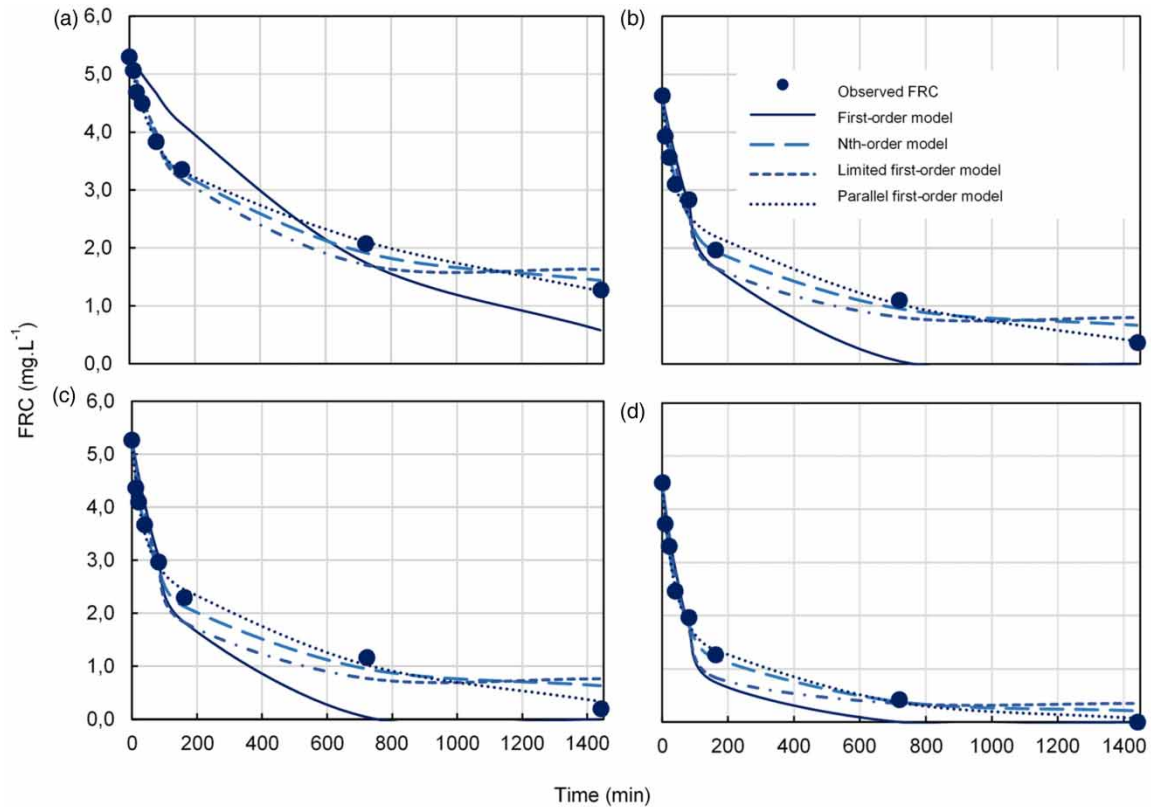 (a)
6,0
5,0
4,0
3,0
2,0
1,0
0,0
(b)
Observed FRC
First-order model
Nth-order model
Limited first-order model
Parallel first-order model
FRC (mg.L⁻¹)
(c)
6,0
5,0
4,0
3,0
2,0
1,0
0,0
0 200 400 600 800 1000 1200 1400
(d)
0 200 400 600 800 1000 1200 1400
Time (min)